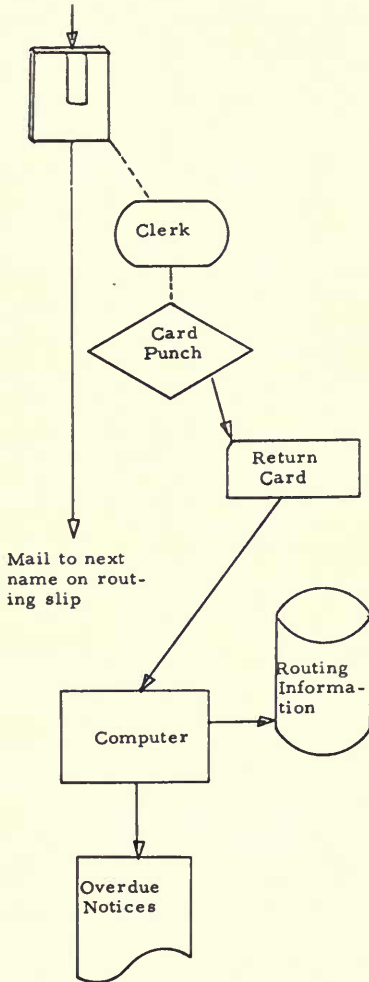 Clerk
Card
Punch
Return
Card
Mail to next
name on rout-
ing slip
Routing
Informa-
tion
Computer
Overdue
Notices